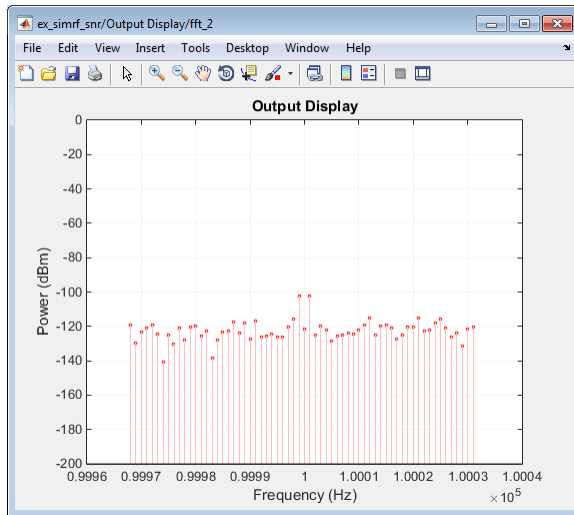 ex_simrf_snr/Output Display/fft_2
File Edit View Insert Tools Desktop Window Help
Output Display
0
-20
-40
-60
-80
-100
-120
-140
-160
-180
-200
Power (dBm)
0.9996 0.9997 0.9998 0.9999 1 1.0001 1.0002 1.0003 1.0004
Frequency (Hz)
× 10^5